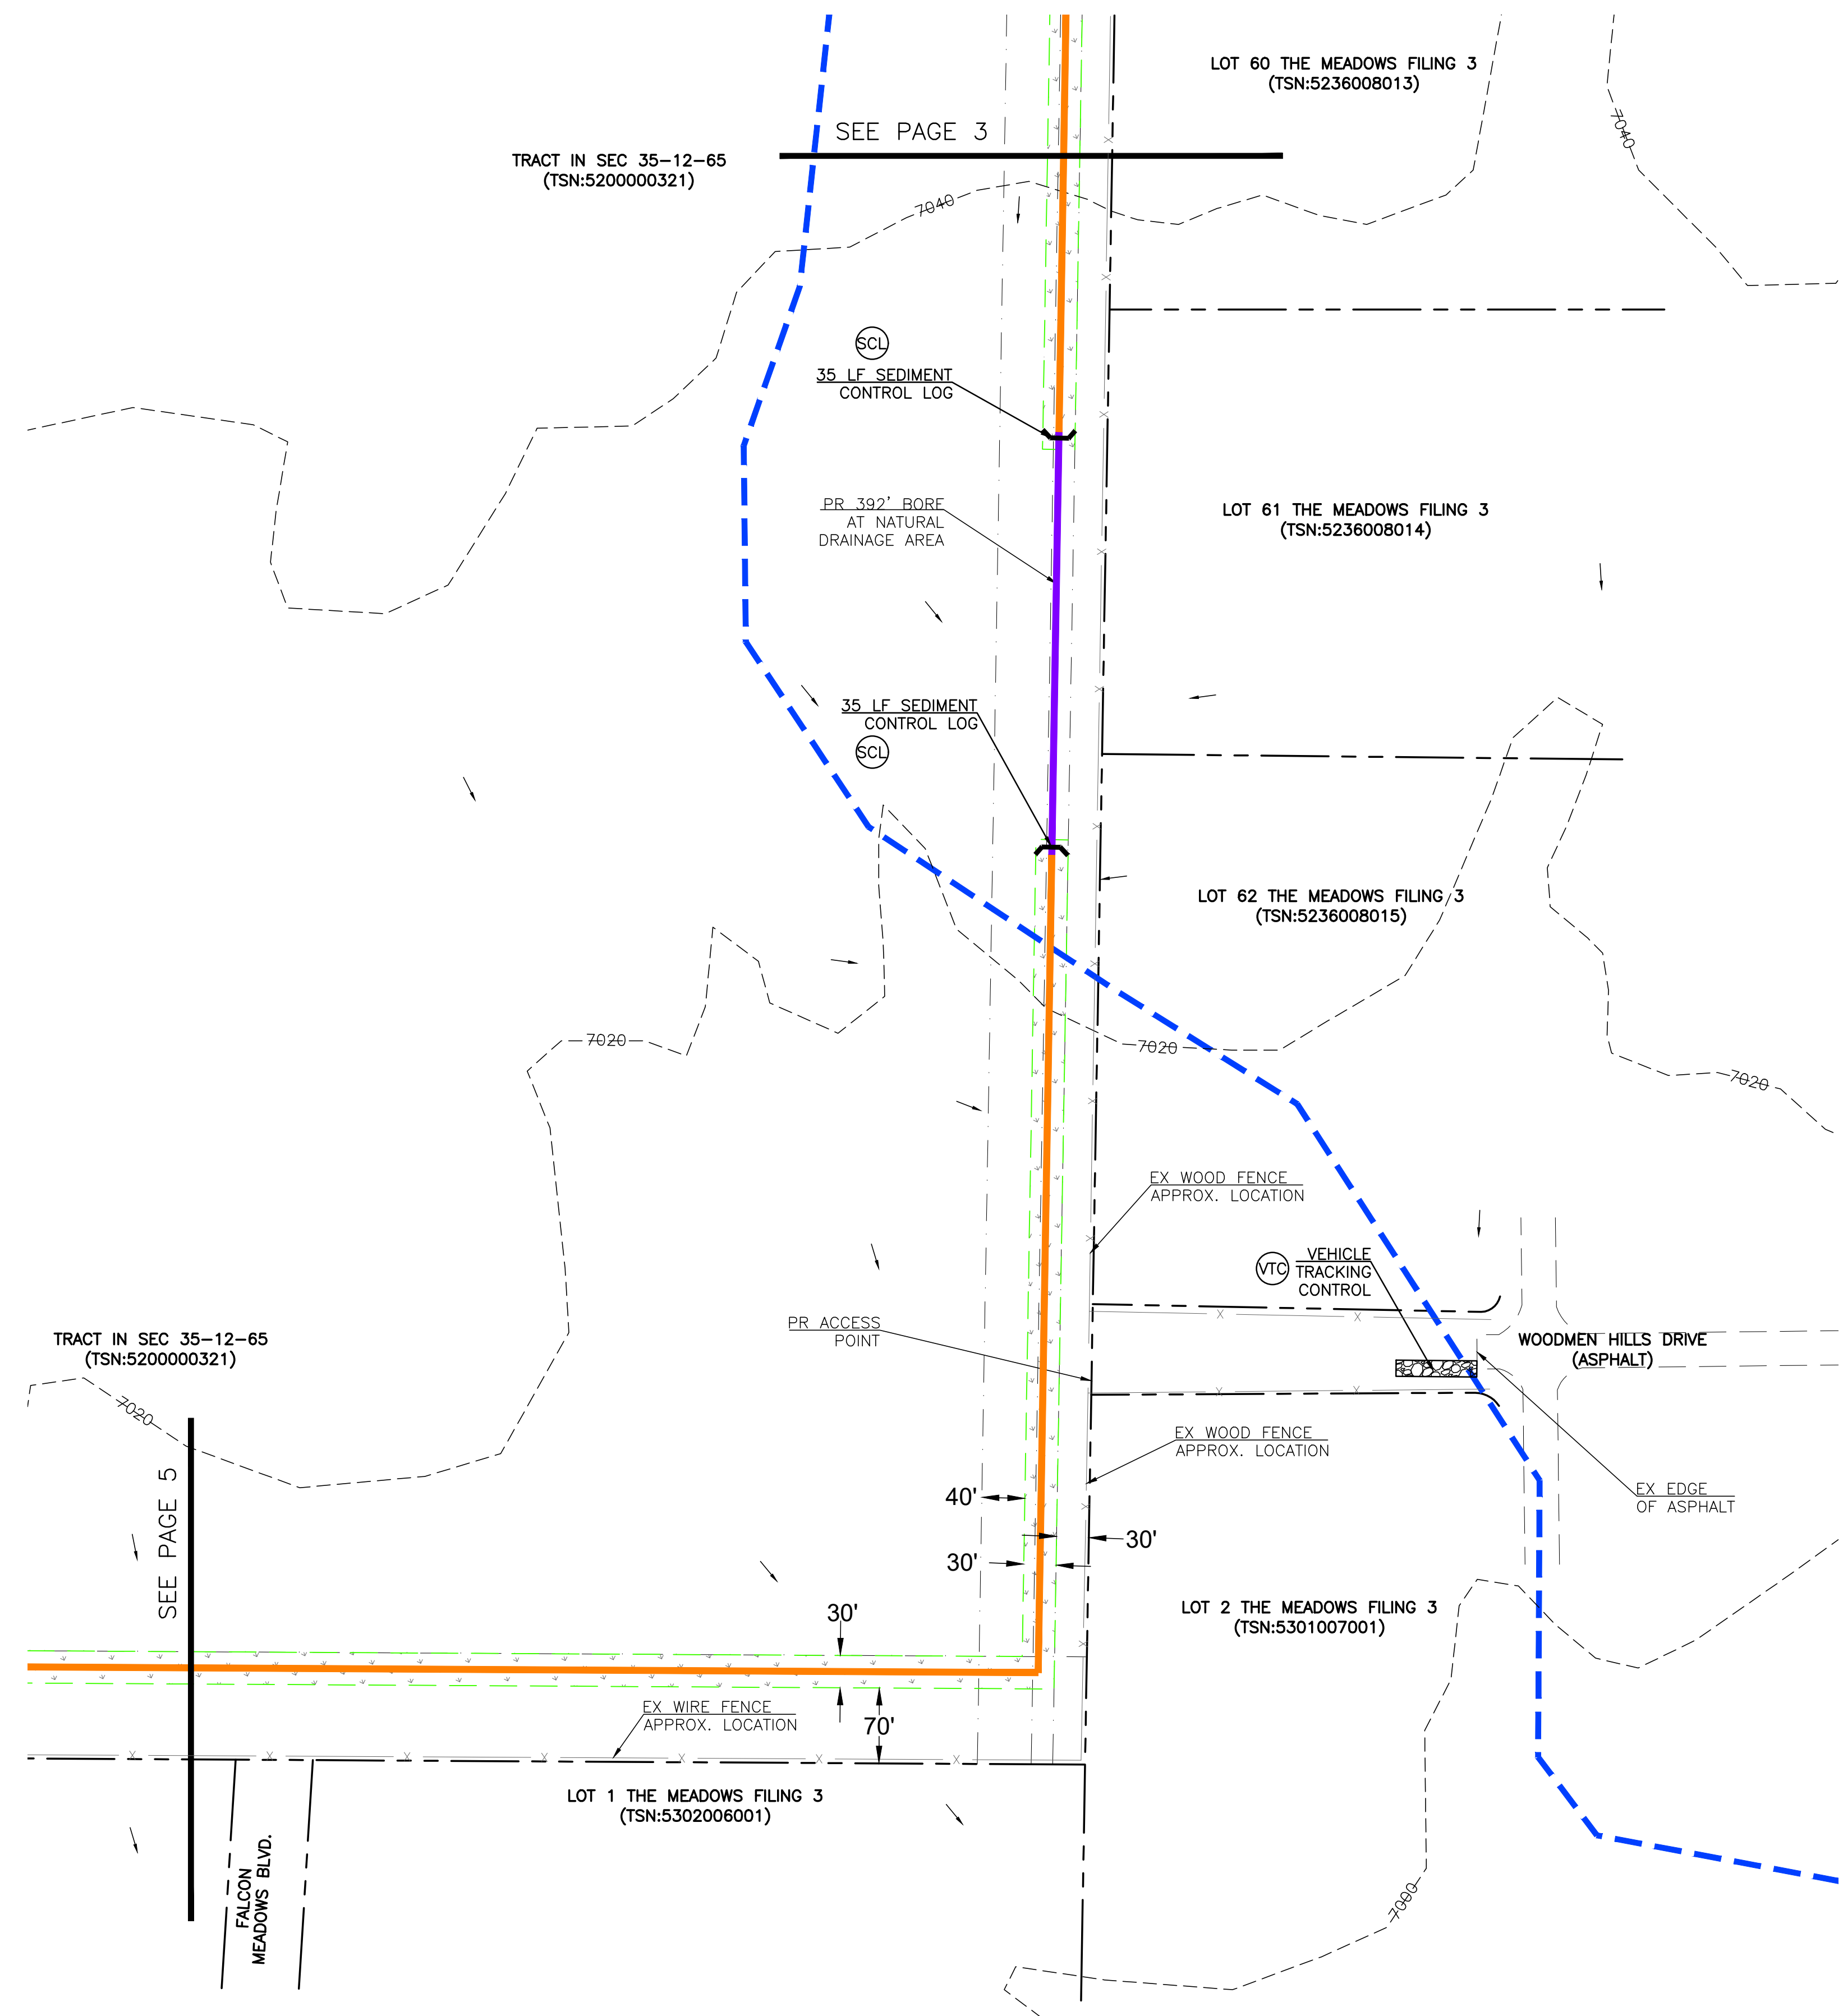 LOT 60 THE MEADOWS FILING 3
(TSN:5236008013)
7040
SEE PAGE 3
TRACT IN SEC 35-12-65
(TSN:5200000321)
7040
SCL
35 LF SEDIMENT
CONTROL LOG
PR 392' BORE
AT NATURAL
DRAINAGE AREA
LOT 61 THE MEADOWS FILING 3
(TSN:5236008014)
35 LF SEDIMENT
CONTROL LOG
SCL
LOT 62 THE MEADOWS FILING 3
(TSN:5236008015)
7020
7020
7020
EX WOOD FENCE
APPROX. LOCATION
VTC
VEHICLE
TRACKING
CONTROL
PR ACCESS
POINT
WOODMEN HILLS DRIVE
(ASPHALT)
TRACT IN SEC 35-12-65
(TSN:5200000321)
7020
EX WOOD FENCE
APPROX. LOCATION
SEE PAGE 5
40'
EX EDGE
OF ASPHALT
30'
30'
30'
LOT 2 THE MEADOWS FILING 3
(TSN:5301007001)
EX WIRE FENCE
APPROX. LOCATION
70'
LOT 1 THE MEADOWS FILING 3
(TSN:5302006001)
FALCON
MEADOWS BLVD.
7000